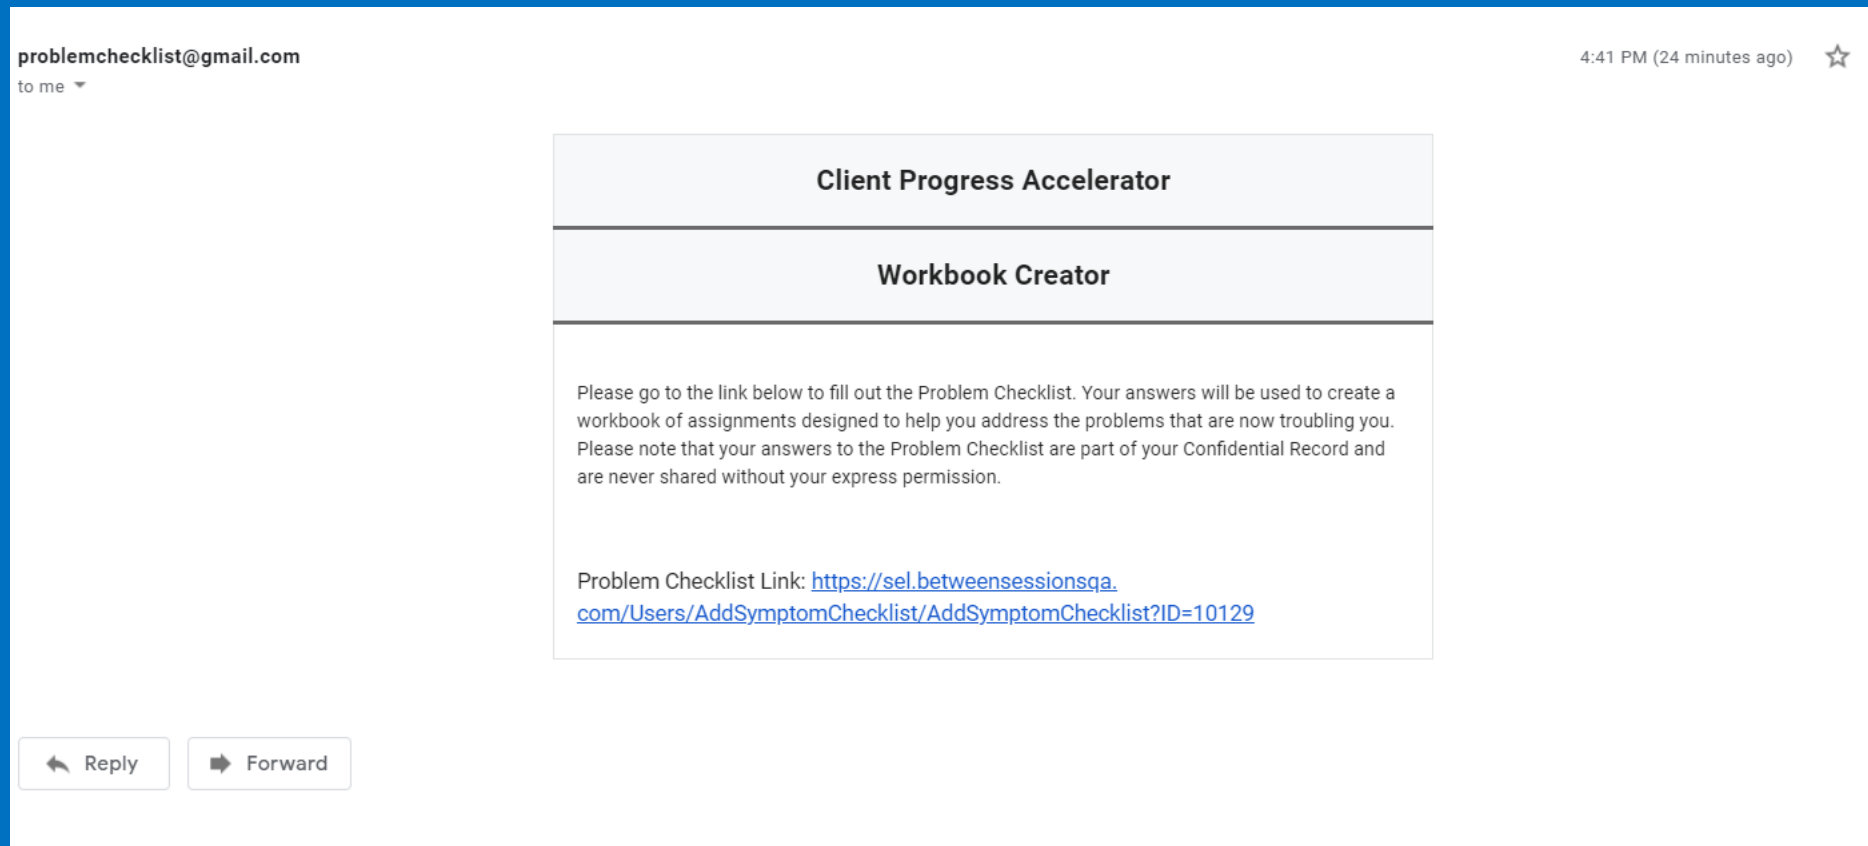 problemchecklist@gmail.com
4:41 PM (24 minutes ago)
to me
Client Progress Accelerator
Workbook Creator
Please go to the link below to fill out the Problem Checklist. Your answers will be used to create a
workbook of assignments designed to help you address the problems that are now troubling you.
Please note that your answers to the Problem Checklist are part of your Confidential Record and
are never shared without your express permission.
Problem Checklist Link: https://sel.betweensessionsqa.
com/Users/AddSymptomChecklist/AddSymptomChecklist?ID=10129
Reply
Forward